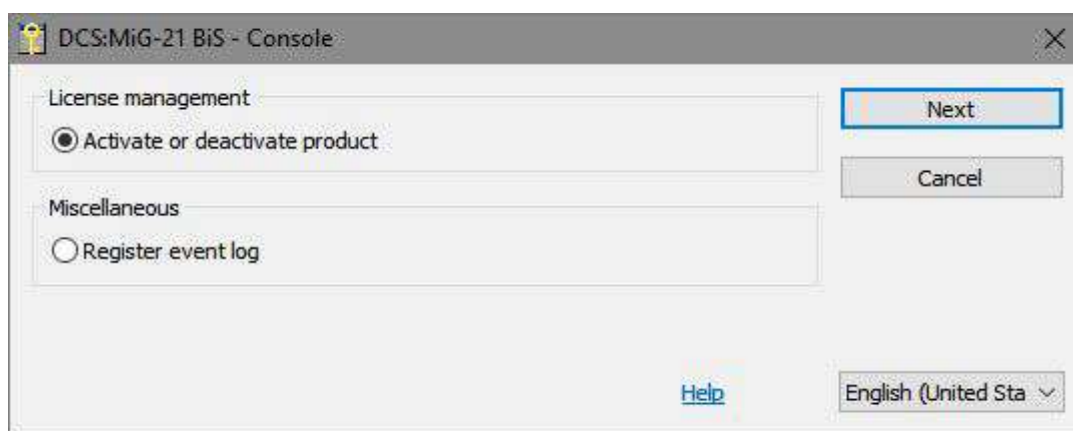 DCS:MiG-21 BiS - Console
License management
Activate or deactivate product
Next
Cancel
Miscellaneous
Register event log
Help
English (United Sta